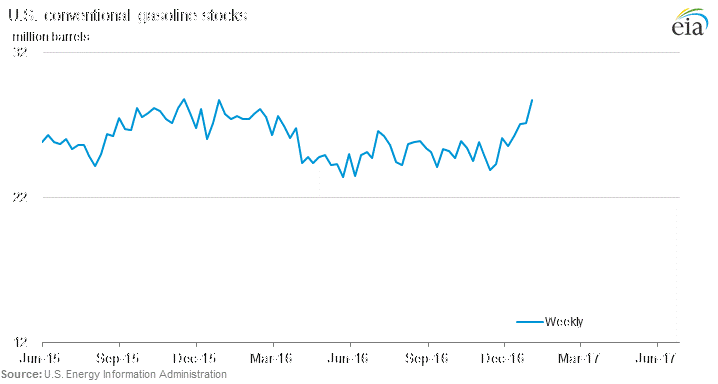 U.S. conventional gasoline stocks
eia
million barrels
32
22
12
Weekly
Jun-15 Sep-15 Dec-15 Mar-16 Jun-16 Sep-16 Dec-16 Mar-17 Jun-17
Source: U.S. Energy Information Administration